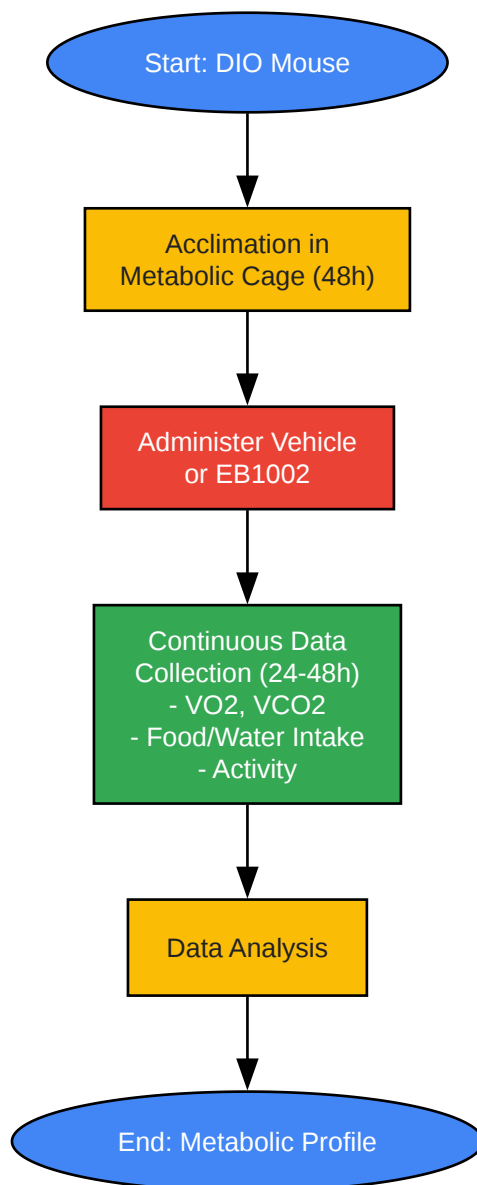 Start: DIO Mouse
Acclimation in
Metabolic Cage (48h)
Administer Vehicle
or EB1002
Continuous Data
Collection (24-48h)
- VO2, VCO2
- Food/Water Intake
- Activity
Data Analysis
End: Metabolic Profile